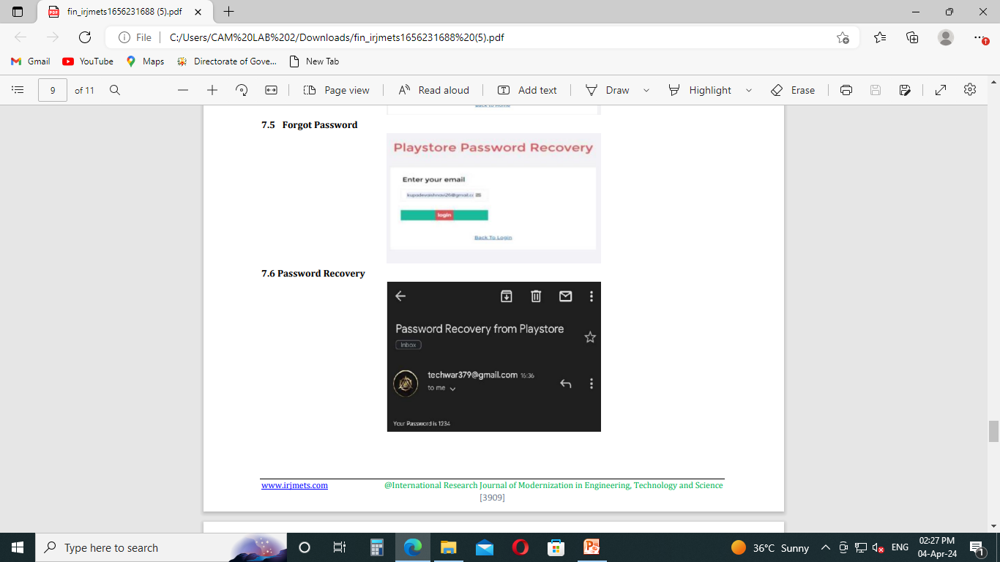 fin_irjmets1656231688 (5).pdf
File
C:/Users/CAM%20LAB%202/Downloads/fin_irjmets1656231688%20(5).pdf
Gmail
YouTube
Maps
Directorate of Gove...
New Tab
9
of 11
Page view
Read aloud
Add text
Draw
Highlight
Erase
Back to Home
7.5 Forgot Password
Playstore Password Recovery
Enter your email
login
Back To Login
7.6 Password Recovery
Password Recovery from Playstore
Inbox
techwar379@gmail.com 16:36
to me
Your Password is 1234
www.irjmets.com
@International Research Journal of Modernization in Engineering, Technology and Science
[3909]
Type here to search
36°C Sunny
ENG
02:27 PM
04-Apr-24
1